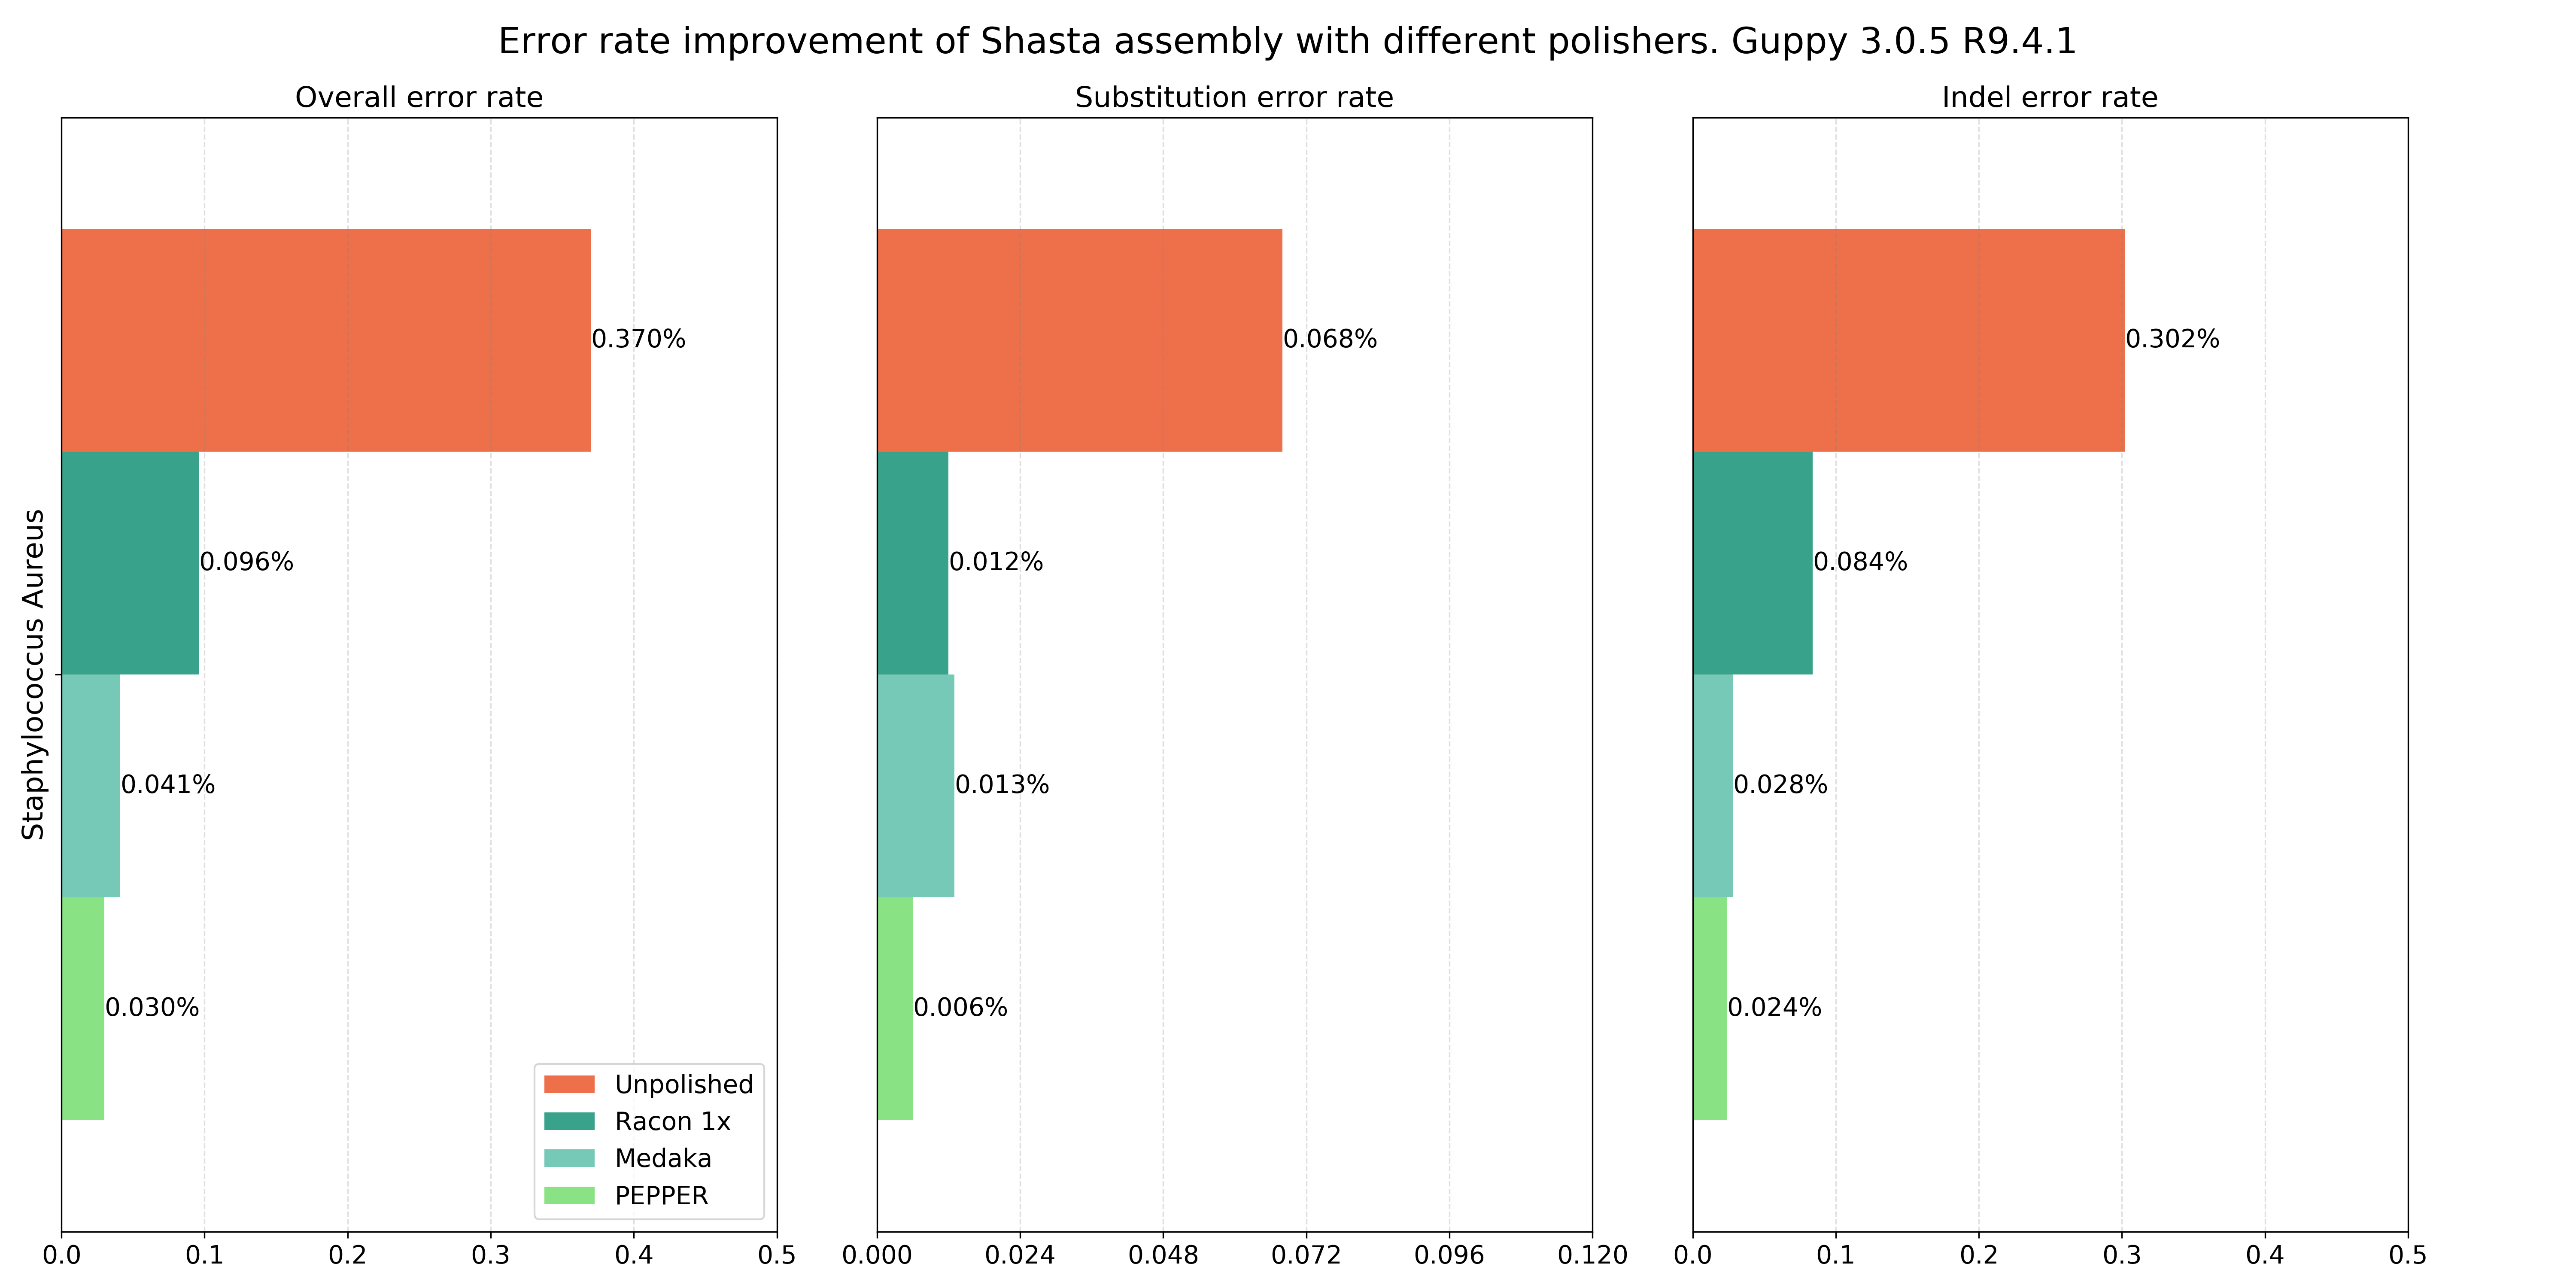 Error rate improvement of Shasta assembly with different polishers. Guppy 3.0.5 R9.4.1
Overall error rate
Staphylococcus Aureus
0.370%
0.096%
0.041%
0.030%
Unpolished
Racon 1x
Medaka
PEPPER
0.0 0.1 0.2 0.3 0.4 0.5
Substitution error rate
0.068%
0.012%
0.013%
0.006%
0.000 0.024 0.048 0.072 0.096 0.120
Indel error rate
0.302%
0.084%
0.028%
0.024%
0.0 0.1 0.2 0.3 0.4 0.5